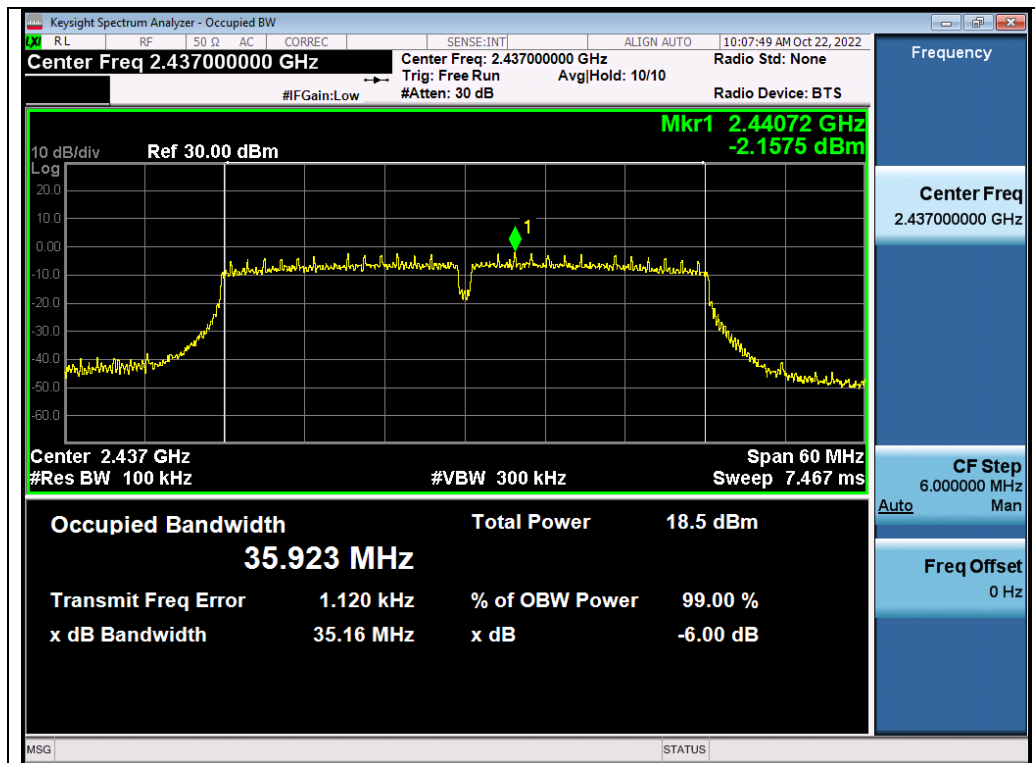 Keysight Spectrum Analyzer - Occupied BW
LXI RL RF 50 Ω AC CORREC SENSE:INT ALIGN AUTO 10:07:49 AM Oct 22, 2022
Center Freq 2.437000000 GHz
Center Freq: 2.437000000 GHz
Radio Std: None
Trig: Free Run Avg|Hold: 10/10
#IFGain:Low
#Atten: 30 dB
Radio Device: BTS
Mkr1 2.44072 GHz
-2.1575 dBm
10 dB/div Ref 30.00 dBm
Log
20.0
10.0
0.00
-10.0
-20.0
-30.0
-40.0
-50.0
-60.0
1
Center 2.437 GHz Span 60 MHz
#Res BW 100 kHz #VBW 300 kHz Sweep 7.467 ms
Occupied Bandwidth Total Power 18.5 dBm
35.923 MHz
Transmit Freq Error 1.120 kHz % of OBW Power 99.00 %
x dB Bandwidth 35.16 MHz x dB -6.00 dB
Frequency
Center Freq
2.437000000 GHz
CF Step
6.000000 MHz
Auto Man
Freq Offset
0 Hz
MSG STATUS